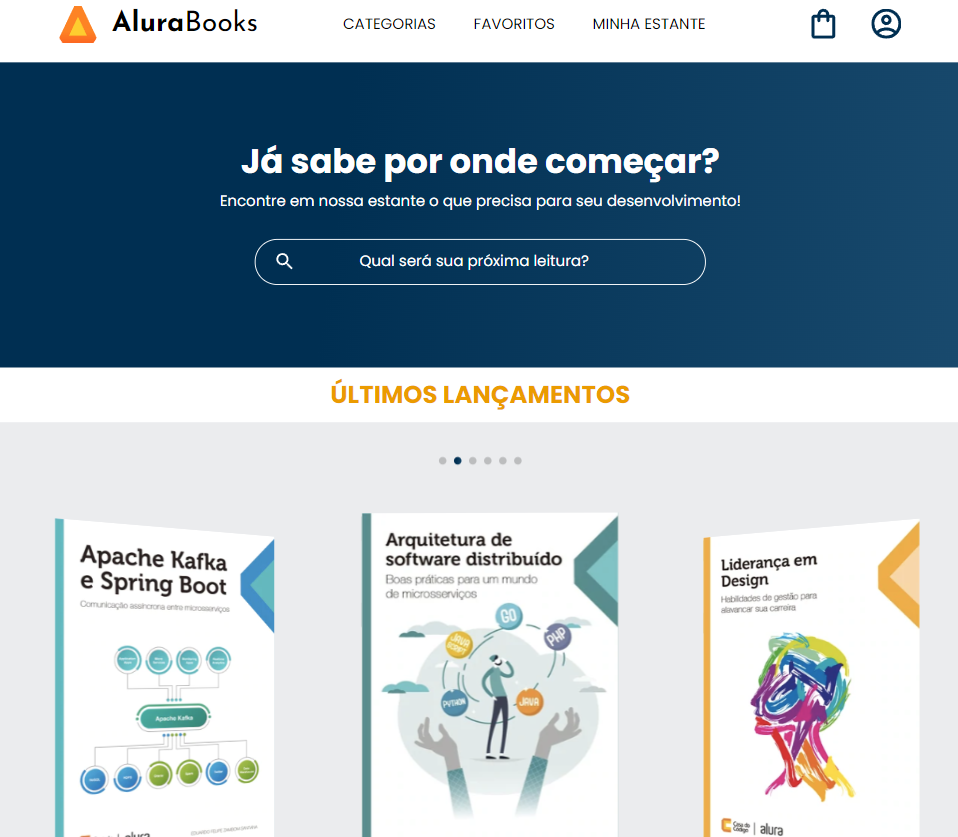 AluraBooks
CATEGORIAS
FAVORITOS
MINHA ESTANTE
Já sabe por onde começar?
Encontre em nossa estante o que precisa para seu desenvolvimento!
Qual será sua próxima leitura?
ÚLTIMOS LANÇAMENTOS
Apache Kafka
e Spring Boot
Comunicação assíncrona entre microsserviços
Apache Kafka
alura
Arquitetura de
software distribuído
Boas práticas para um mundo
de microsserviços
GO
JAVA
SCRIPT
PHP
PYTHON
JAVA
Liderança em
Design
Habilidades de gestão para
alavancar sua carreira
Casa do
Código
alura